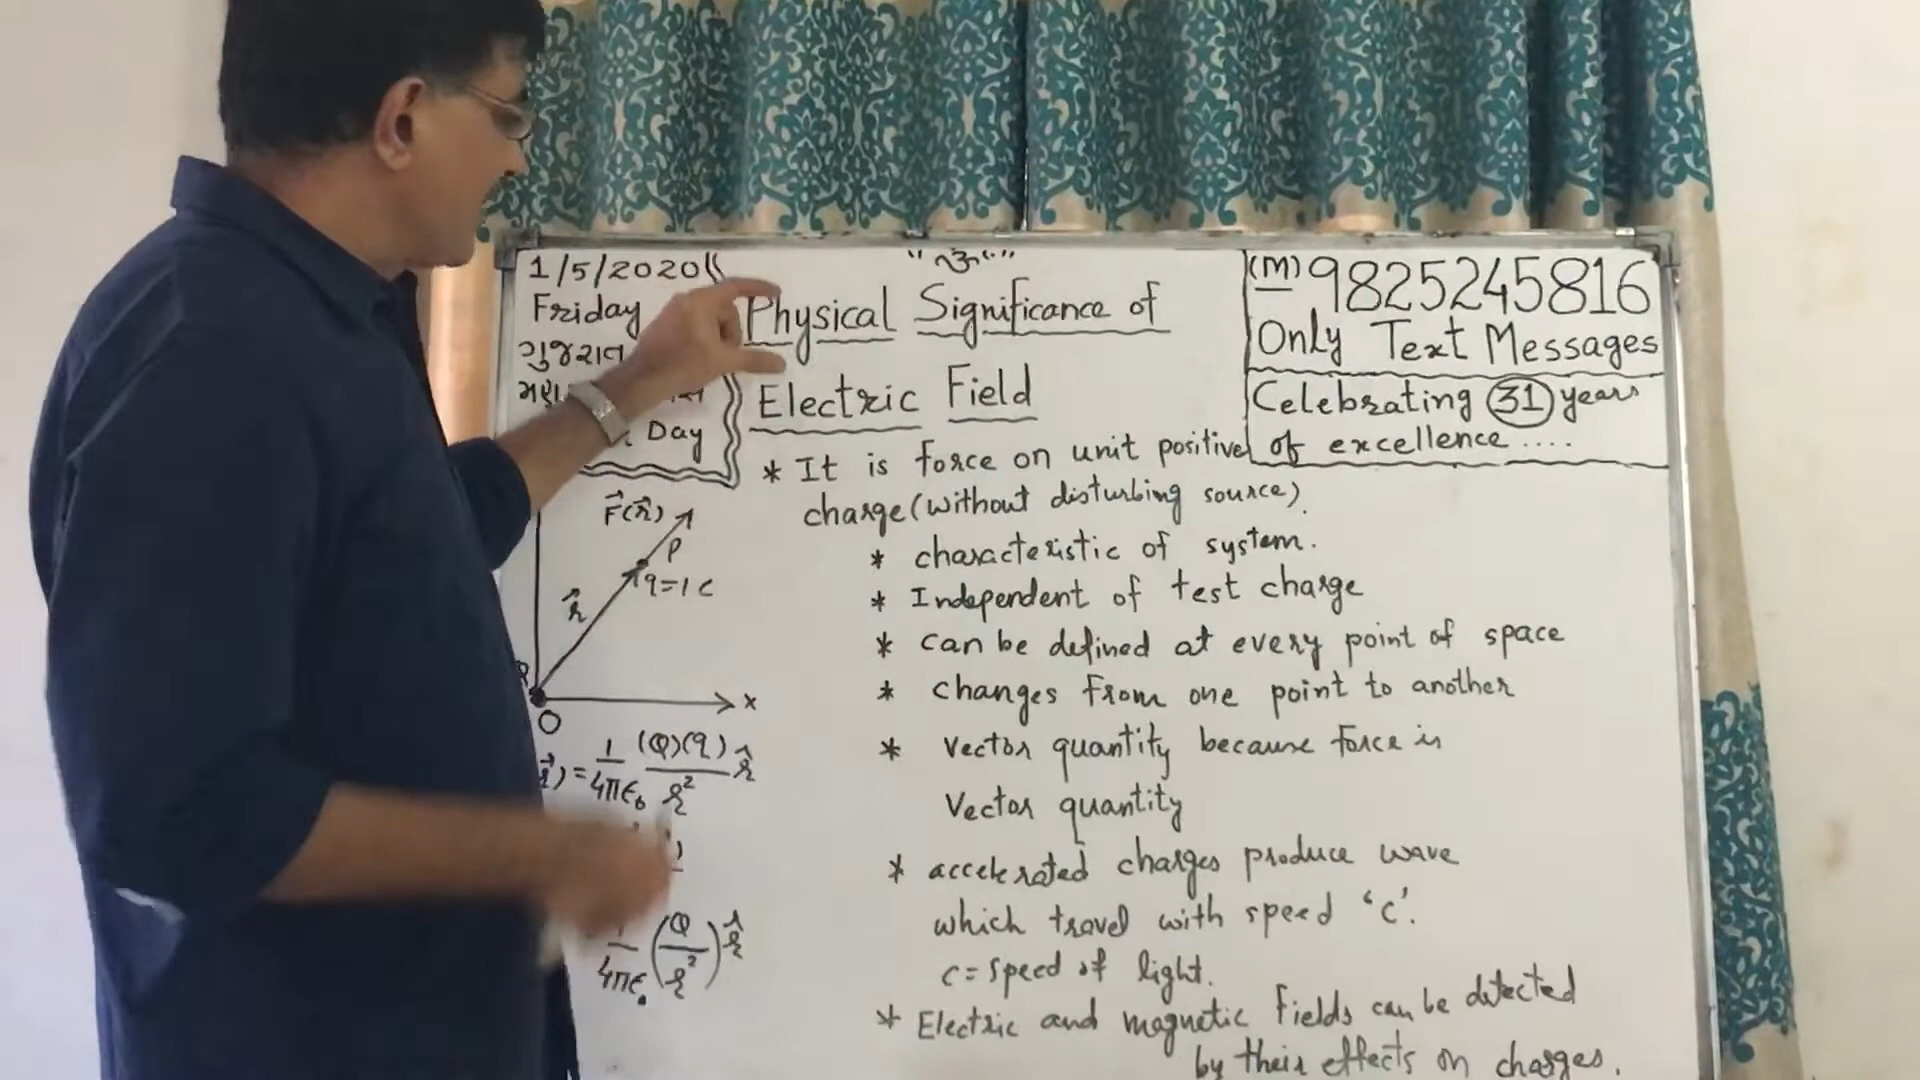 1/5/2020
Friday
ગુજરાત
Day
"ૐ"
Physical Significance of
Electric Field
(M) 9825245816
Only Text Messages
Celebrating 31 years
of excellence ....
* It is force on unit positive
charge (without disturbing source).
* characteristic of system.
* Independent of test charge
* can be defined at every point of space
* changes from one point to another
* Vector quantity because force is
Vector quantity
* accelerated charges produce wave
which travel with speed 'c'.
c = speed of light.
* Electric and magnetic fields can be detected
by their effects on charges.
F⃗(r⃗)
P
q=1C
r⃗
x
O
r⃗) = 1/4πϵ₀ (Q)(q)/r² r̂
1/4πϵ₀ (Q/r²) r̂